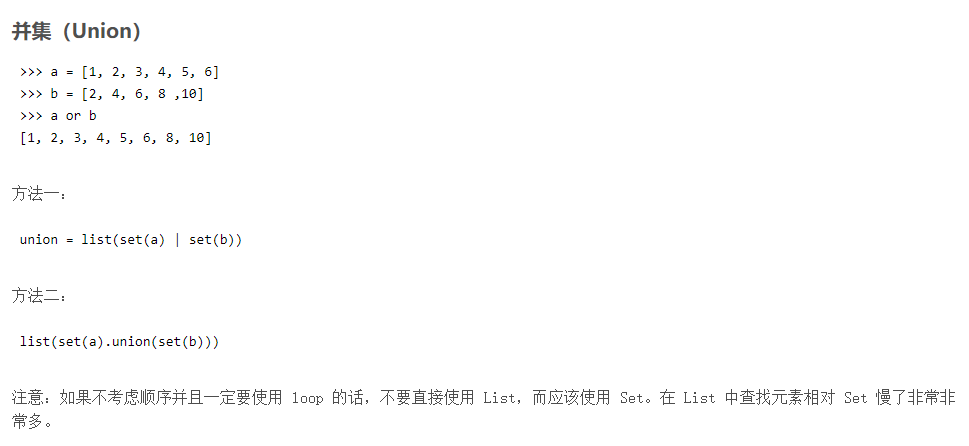 并集（Union）
>>> a = [1, 2, 3, 4, 5, 6]
>>> b = [2, 4, 6, 8 ,10]
>>> a or b
[1, 2, 3, 4, 5, 6, 8, 10]
方法一：
union = list(set(a) | set(b))
方法二：
list(set(a).union(set(b)))
注意：如果不考虑顺序并且一定要使用 loop 的话，不要直接使用 List，而应该使用 Set。在 List 中查找元素相对 Set 慢了非常非
常多。